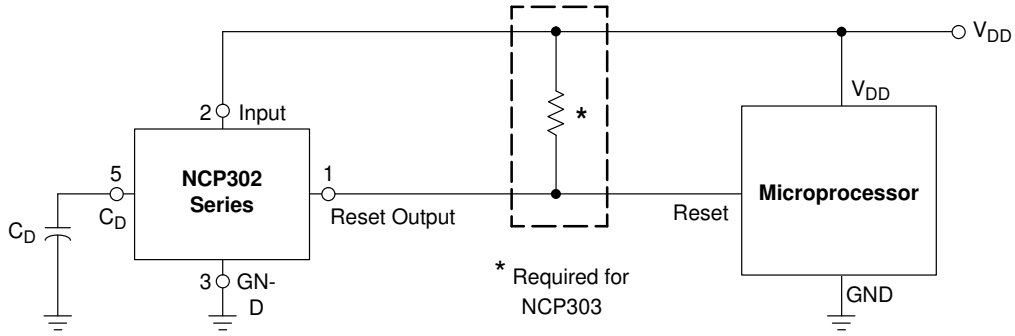 V_DD
V_DD
2 Input
*
5
C_D
C_D
NCP302
Series
1
Reset Output
Reset
Microprocessor
3 GN-
D
* Required for
NCP303
GND